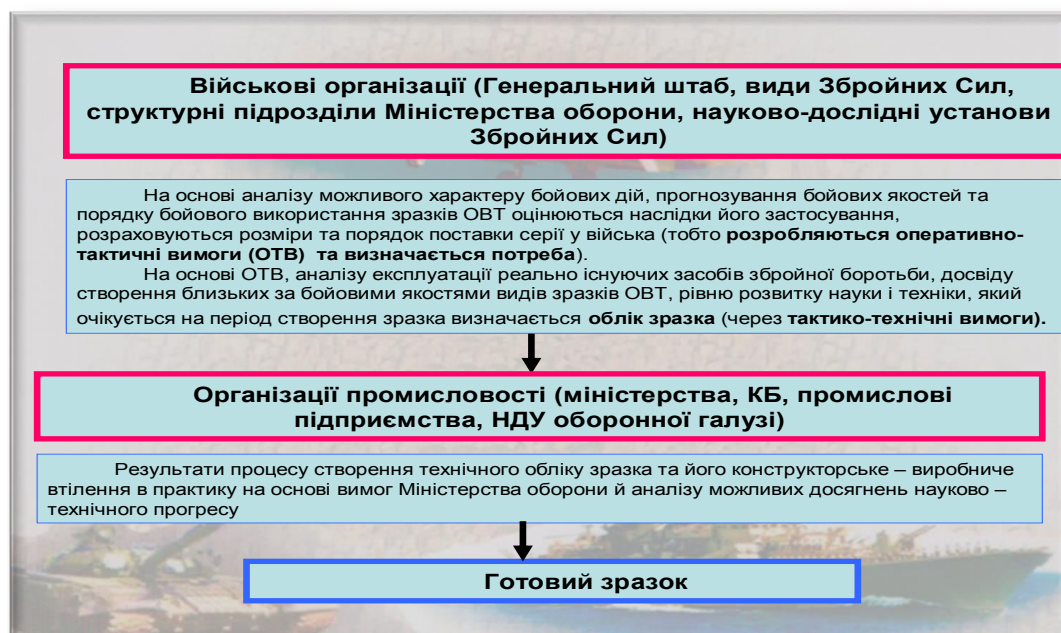 Військові організації (Генеральний штаб, види Збройних Сил,
структурні підрозділи Міністерства оборони, науково-дослідні установи
Збройних Сил)
На основі аналізу можливого характеру бойових дій, прогнозування бойових якостей та
порядку бойового використання зразків ОВТ оцінюються наслідки його застосування,
розраховуються розміри та порядок поставки серії у війська (тобто розробляються оперативно-
тактичні вимоги (ОТВ) та визначається потреба).
На основі ОТВ, аналізу експлуатації реально існуючих засобів збройної боротьби, досвіду
створення близьких за бойовими якостями видів зразків ОВТ, рівню розвитку науки і техніки, який
очікується на період створення зразка визначається облік зразка (через тактико-технічні вимоги).
Організації промисловості (міністерства, КБ, промислові
підприємства, НДУ оборонної галузі)
Результати процесу створення технічного обліку зразка та його конструкторське – виробниче
втілення в практику на основі вимог Міністерства оборони й аналізу можливих досягнень науково –
технічного прогресу
Готовий зразок